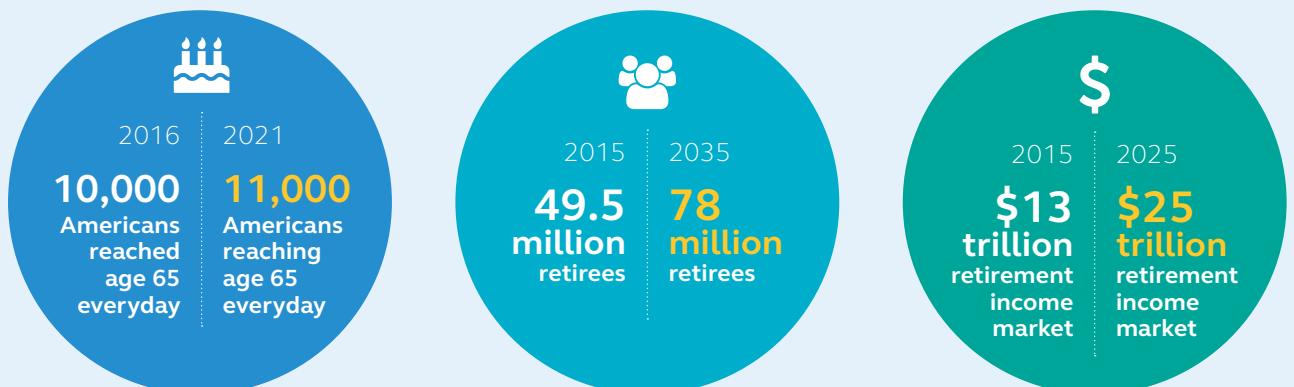 2016
10,000
Americans
reached
age 65
everyday
2021
11,000
Americans
reaching
age 65
everyday
2015
49.5
million
retirees
2035
78
million
retirees
$
2015
$13
trillion
retirement
income
market
2025
$25
trillion
retirement
income
market